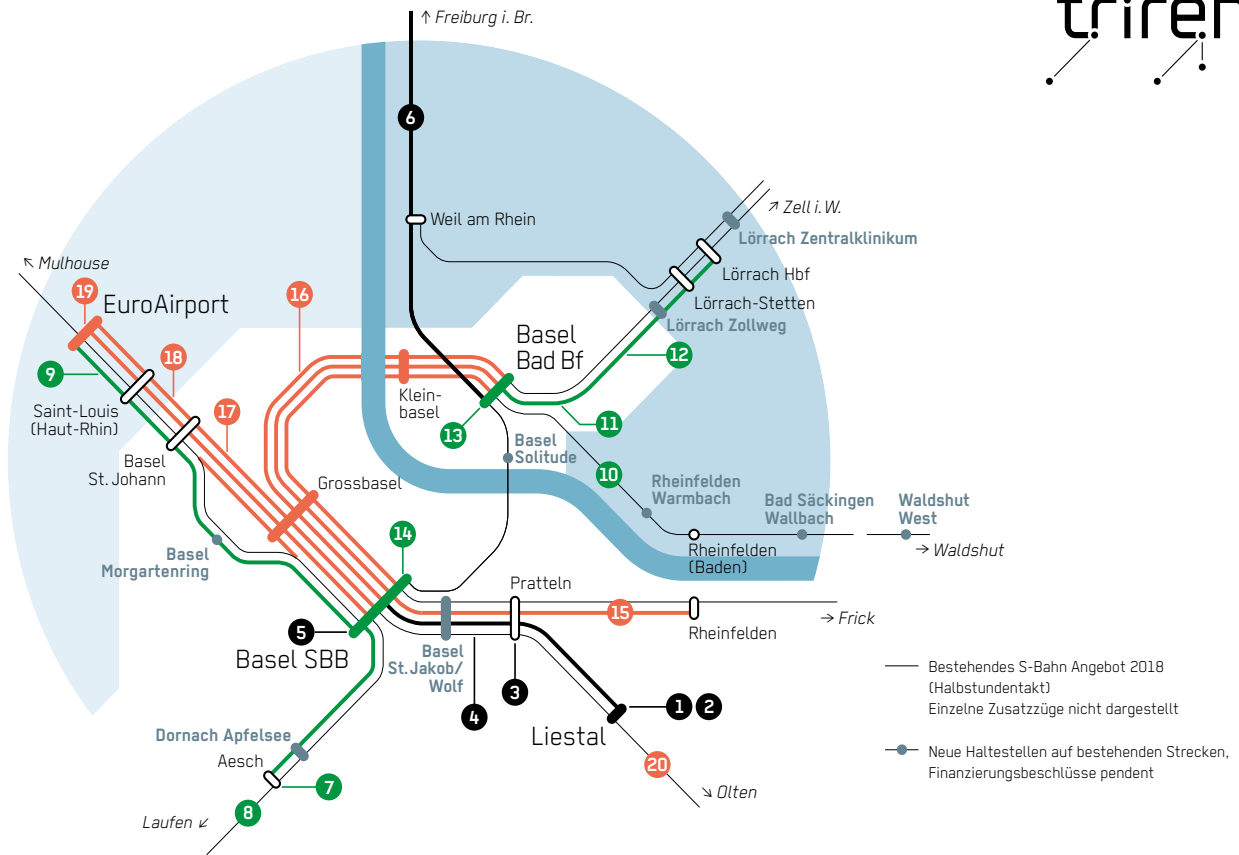 ↑ Freiburg i. Br.
6
Weil am Rhein
↗ Zell i. W.
Lörrach Zentralklinikum
Lörrach Hbf
Lörrach-Stetten
Lörrach Zollweg
↖ Mulhouse
19
EuroAirport
16
18
9
17
Saint-Louis
(Haut-Rhin)
Basel
St. Johann
Klein-
basel
Basel
Bad Bf
12
11
13
Basel
Solitude
10
Grossbasel
Rheinfelden
Warmbach
Bad Säckingen
Wallbach
Waldshut
West
→ Waldshut
Rheinfelden
(Baden)
14
Basel
Morgartenring
Pratteln
15
→ Frick
Rheinfelden
5
Basel SBB
Basel
St. Jakob/
Wolf
3
4
1 2
Liestal
20
↘ Olten
Dornach Apfelsee
Aesch
7
8
Laufen ↙
Bestehendes S-Bahn Angebot 2018
(Halbstundentakt)
Einzelne Zusatzzüge nicht dargestellt
Neue Haltestellen auf bestehenden Strecken,
Finanzierungsbeschlüsse pendent